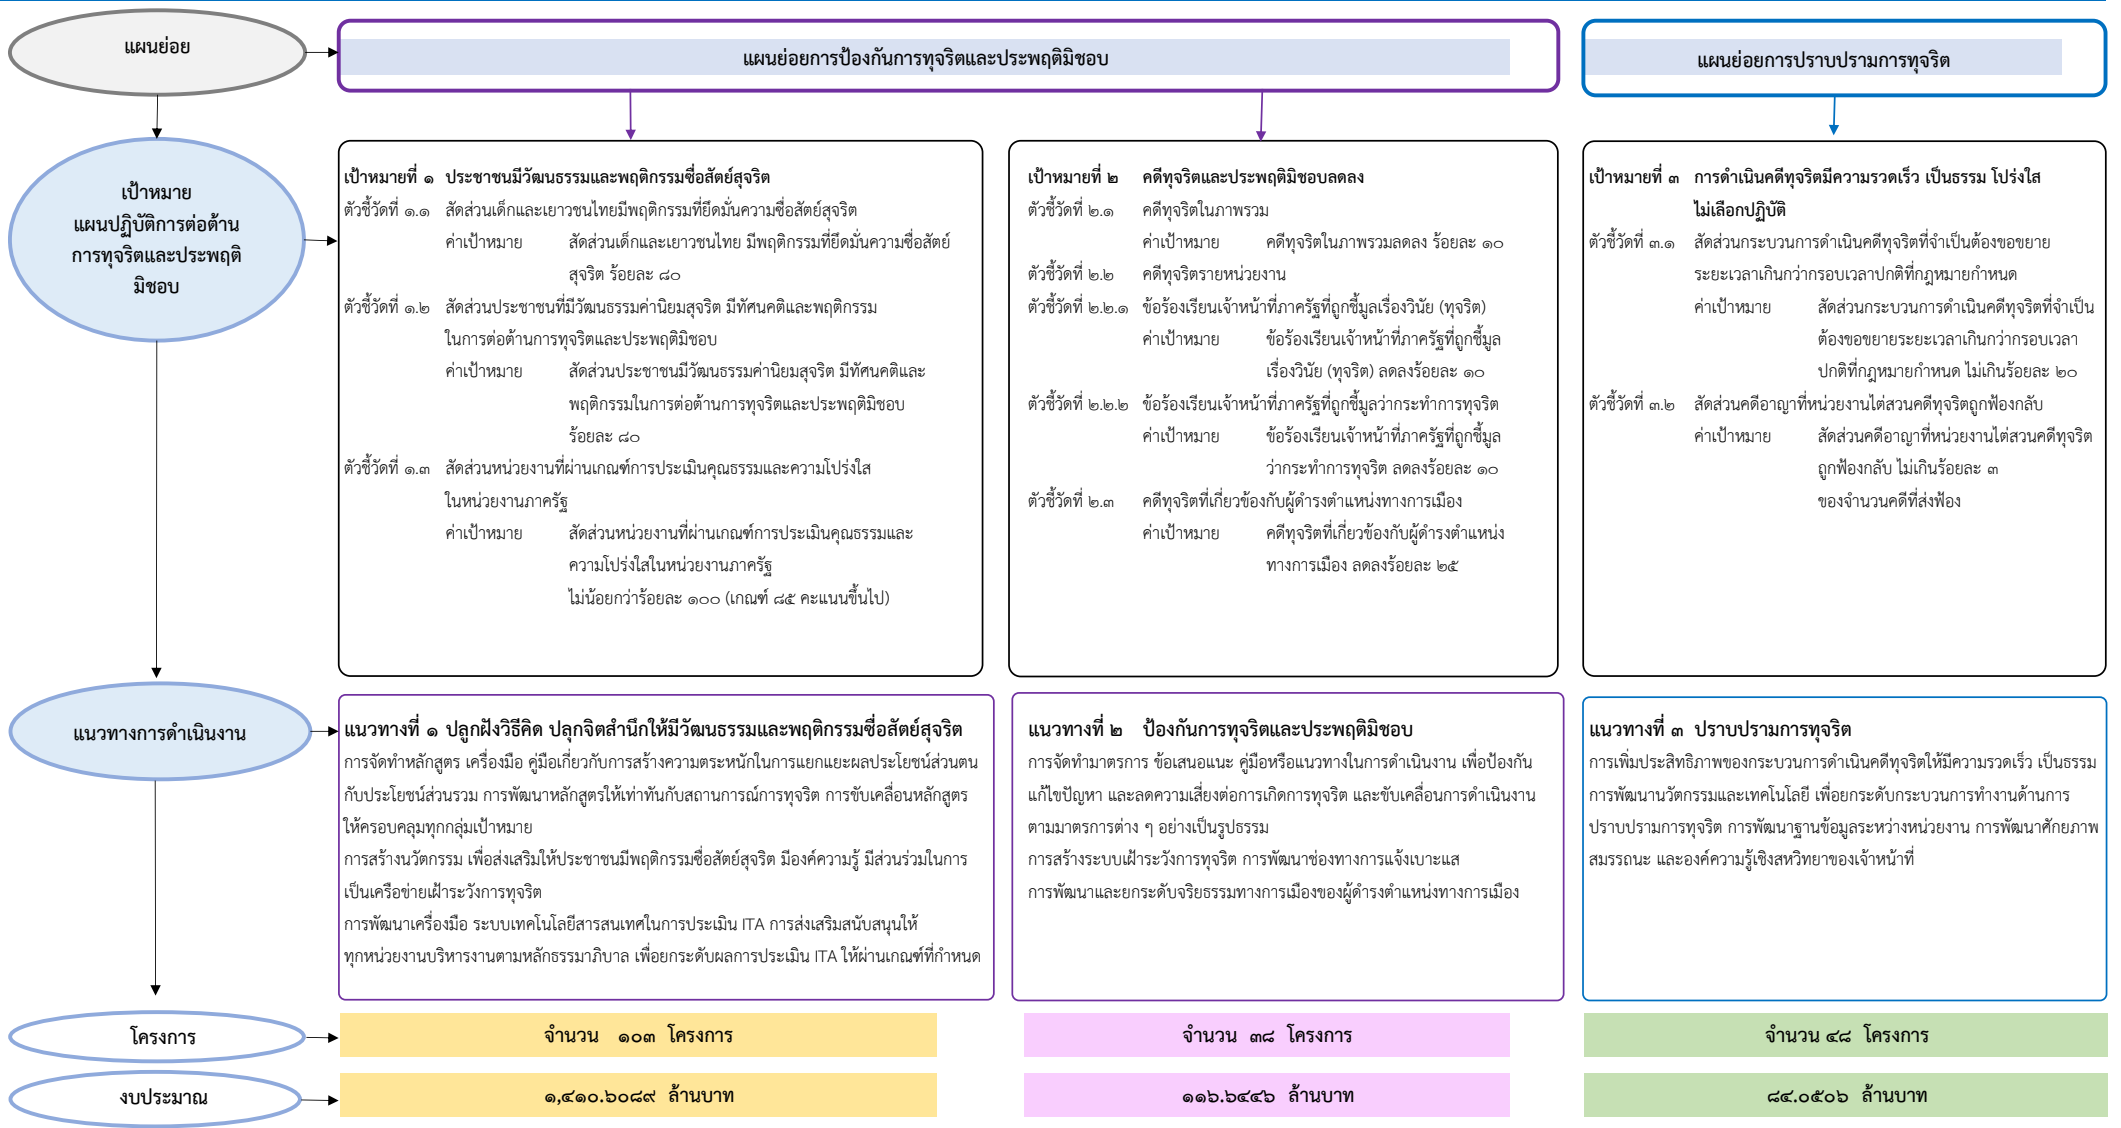 แผนย่อย
แผนย่อยการป้องกันการทุจริตและประพฤติมิชอบ
แผนย่อยการปราบปรามการทุจริต
เป้าหมาย
แผนปฏิบัติการต่อต้าน
การทุจริตและประพฤติ
มิชอบ
เป้าหมายที่ ๑ ประชาชนมีวัฒนธรรมและพฤติกรรมซื่อสัตย์สุจริต
ตัวชี้วัดที่ ๑.๑ สัดส่วนเด็กและเยาวชนไทยมีพฤติกรรมที่ยึดมั่นความซื่อสัตย์สุจริต
ค่าเป้าหมาย สัดส่วนเด็กและเยาวชนไทย มีพฤติกรรมที่ยึดมั่นความซื่อสัตย์
สุจริต ร้อยละ ๘๐
ตัวชี้วัดที่ ๑.๒ สัดส่วนประชาชนที่มีวัฒนธรรมค่านิยมสุจริต มีทัศนคติและพฤติกรรม
ในการต่อต้านการทุจริตและประพฤติมิชอบ
ค่าเป้าหมาย สัดส่วนประชาชนมีวัฒนธรรมค่านิยมสุจริต มีทัศนคติและ
พฤติกรรมในการต่อต้านการทุจริตและประพฤติมิชอบ
ร้อยละ ๘๐
ตัวชี้วัดที่ ๑.๓ สัดส่วนหน่วยงานที่ผ่านเกณฑ์การประเมินคุณธรรมและความโปร่งใส
ในหน่วยงานภาครัฐ
ค่าเป้าหมาย สัดส่วนหน่วยงานที่ผ่านเกณฑ์การประเมินคุณธรรมและ
ความโปร่งใสในหน่วยงานภาครัฐ
ไม่น้อยกว่าร้อยละ ๑๐๐ (เกณฑ์ ๘๕ คะแนนขึ้นไป)
เป้าหมายที่ ๒ คดีทุจริตและประพฤติมิชอบลดลง
ตัวชี้วัดที่ ๒.๑ คดีทุจริตในภาพรวม
ค่าเป้าหมาย คดีทุจริตในภาพรวมลดลง ร้อยละ ๑๐
ตัวชี้วัดที่ ๒.๒ คดีทุจริตรายหน่วยงาน
ตัวชี้วัดที่ ๒.๒.๑ ข้อร้องเรียนเจ้าหน้าที่ภาครัฐที่ถูกชี้มูลเรื่องวินัย (ทุจริต)
ค่าเป้าหมาย ข้อร้องเรียนเจ้าหน้าที่ภาครัฐที่ถูกชี้มูล
เรื่องวินัย (ทุจริต) ลดลงร้อยละ ๑๐
ตัวชี้วัดที่ ๒.๒.๒ ข้อร้องเรียนเจ้าหน้าที่ภาครัฐที่ถูกชี้มูลว่ากระทำการทุจริต
ค่าเป้าหมาย ข้อร้องเรียนเจ้าหน้าที่ภาครัฐที่ถูกชี้มูล
ว่ากระทำการทุจริต ลดลงร้อยละ ๑๐
ตัวชี้วัดที่ ๒.๓ คดีทุจริตที่เกี่ยวข้องกับผู้ดำรงตำแหน่งทางการเมือง
ค่าเป้าหมาย คดีทุจริตที่เกี่ยวข้องกับผู้ดำรงตำแหน่ง
ทางการเมือง ลดลงร้อยละ ๒๕
เป้าหมายที่ ๓ การดำเนินคดีทุจริตมีความรวดเร็ว เป็นธรรม โปร่งใส
ไม่เลือกปฏิบัติ
ตัวชี้วัดที่ ๓.๑ สัดส่วนกระบวนการดำเนินคดีทุจริตที่จำเป็นต้องขอขยาย
ระยะเวลาเกินกว่ากรอบเวลาปกติที่กฎหมายกำหนด
ค่าเป้าหมาย สัดส่วนกระบวนการดำเนินคดีทุจริตที่จำเป็น
ต้องขอขยายระยะเวลาเกินกว่ากรอบเวลา
ปกติที่กฎหมายกำหนด ไม่เกินร้อยละ ๒๐
ตัวชี้วัดที่ ๓.๒ สัดส่วนคดีอาญาที่หน่วยงานไต่สวนคดีทุจริตถูกฟ้องกลับ
ค่าเป้าหมาย สัดส่วนคดีอาญาที่หน่วยงานไต่สวนคดีทุจริต
ถูกฟ้องกลับ ไม่เกินร้อยละ ๓
ของจำนวนคดีที่ส่งฟ้อง
แนวทางการดำเนินงาน
แนวทางที่ ๑ ปลูกฝังวิธีคิด ปลุกจิตสำนึกให้มีวัฒนธรรมและพฤติกรรมซื่อสัตย์สุจริต
การจัดทำหลักสูตร เครื่องมือ คู่มือเกี่ยวกับการสร้างความตระหนักในการแยกแยะผลประโยชน์ส่วนตน
กับประโยชน์ส่วนรวม การพัฒนาหลักสูตรให้เท่าทันกับสถานการณ์การทุจริต การขับเคลื่อนหลักสูตร
ให้ครอบคลุมทุกกลุ่มเป้าหมาย
การสร้างนวัตกรรม เพื่อส่งเสริมให้ประชาชนมีพฤติกรรมซื่อสัตย์สุจริต มีองค์ความรู้ มีส่วนร่วมในการ
เป็นเครือข่ายเฝ้าระวังการทุจริต
การพัฒนาเครื่องมือ ระบบเทคโนโลยีสารสนเทศในการประเมิน ITA การส่งเสริมสนับสนุนให้
ทุกหน่วยงานบริหารงานตามหลักธรรมาภิบาล เพื่อยกระดับผลการประเมิน ITA ให้ผ่านเกณฑ์ที่กำหนด
แนวทางที่ ๒ ป้องกันการทุจริตและประพฤติมิชอบ
การจัดทำมาตรการ ข้อเสนอแนะ คู่มือหรือแนวทางในการดำเนินงาน เพื่อป้องกัน
แก้ไขปัญหา และลดความเสี่ยงต่อการเกิดการทุจริต และขับเคลื่อนการดำเนินงาน
ตามมาตรการต่าง ๆ อย่างเป็นรูปธรรม
การสร้างระบบเฝ้าระวังการทุจริต การพัฒนาช่องทางการแจ้งเบาะแส
การพัฒนาและยกระดับจริยธรรมทางการเมืองของผู้ดำรงตำแหน่งทางการเมือง
แนวทางที่ ๓ ปราบปรามการทุจริต
การเพิ่มประสิทธิภาพของกระบวนการดำเนินคดีทุจริตให้มีความรวดเร็ว เป็นธรรม
การพัฒนานวัตกรรมและเทคโนโลยี เพื่อยกระดับกระบวนการทำงานด้านการ
ปราบปรามการทุจริต การพัฒนาฐานข้อมูลระหว่างหน่วยงาน การพัฒนาศักยภาพ
สมรรถนะ และองค์ความรู้เชิงสหวิทยาของเจ้าหน้าที่
โครงการ
จำนวน ๑๐๓ โครงการ
จำนวน ๓๘ โครงการ
จำนวน ๔๘ โครงการ
งบประมาณ
๑,๔๑๐.๖๐๘๙ ล้านบาท
๑๑๖.๖๔๔๖ ล้านบาท
๘๔.๐๕๐๖ ล้านบาท